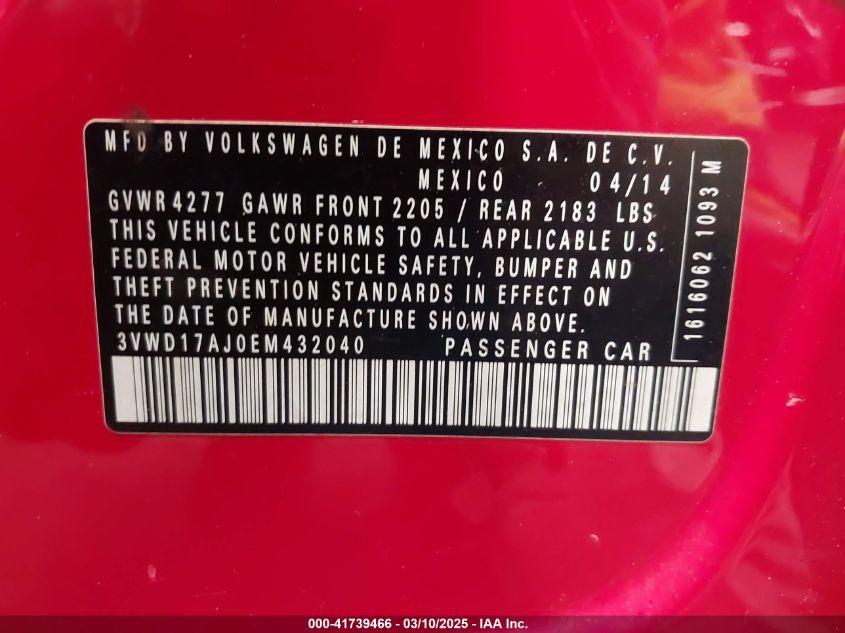 MFD BY VOLKSWAGEN DE MEXICO S.A. DE C.V.
MEXICO 04/14
GVWR 4277 GAWR FRONT 2205 / REAR 2183 LBS
THIS VEHICLE CONFORMS TO ALL APPLICABLE U.S.
FEDERAL MOTOR VEHICLE SAFETY, BUMPER AND
THEFT PREVENTION STANDARDS IN EFFECT ON
THE DATE OF MANUFACTURE SHOWN ABOVE.
3VWD17AJ0EM432040 PASSENGER CAR
1616062 1093 M
000-41739466 - 03/10/2025 - IAA Inc.